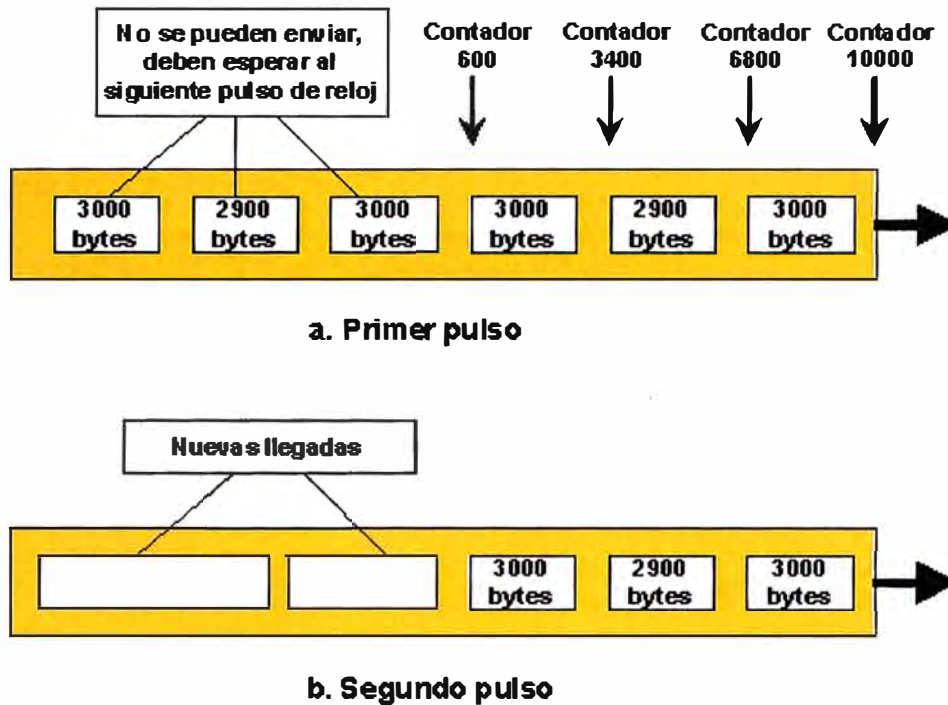 No se pueden enviar,
deben esperar al
siguiente pulso de reloj
Contador
600
Contador
3400
Contador
6800
Contador
10000
3000
bytes
2900
bytes
3000
bytes
3000
bytes
2900
bytes
3000
bytes
a. Primer pulso
Nuevas llegadas
3000
bytes
2900
bytes
3000
bytes
b. Segundo pulso